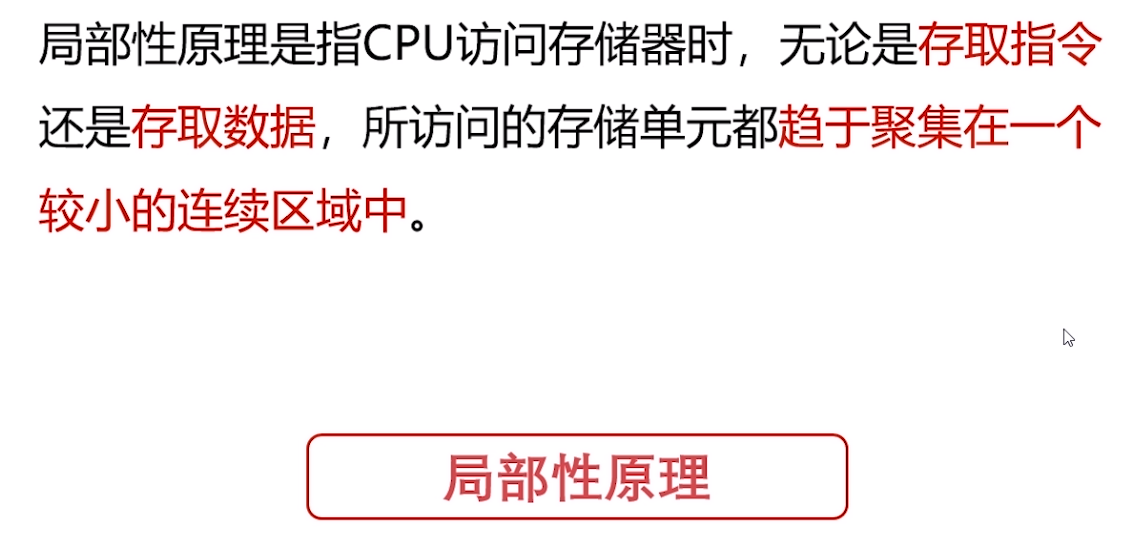 局部性原理是指CPU访问存储器时，无论是存取指令
还是存取数据，所访问的存储单元都趋于聚集在一个
较小的连续区域中。
局部性原理